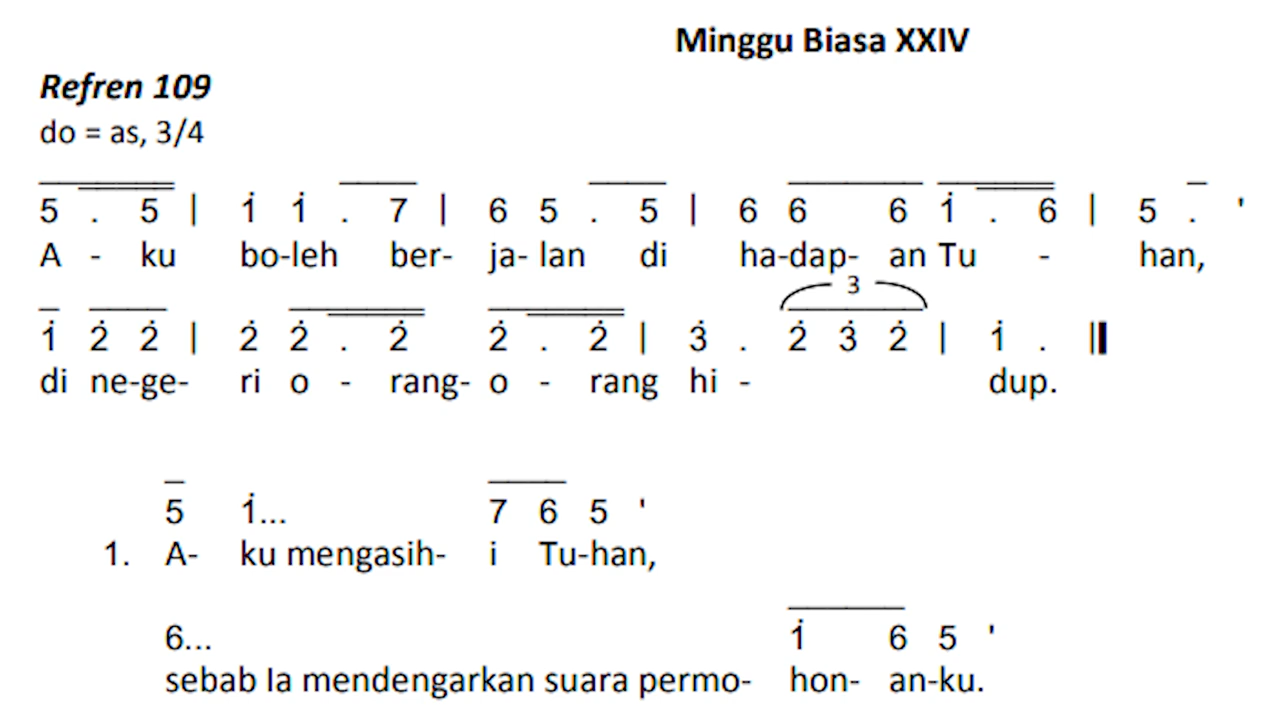 Minggu Biasa XXIV
Refren 109
do = as, 3/4
5 . 5 | 1̇ 1̇ . 7 | 6 5 . 5 | 6 6 6 1̇ . 6 | 5 . '
A - ku bo-leh ber- ja- lan di ha-dap- an Tu - han,
3
1̇ 2̇ 2̇ | 2̇ 2̇ . 2̇ 2̇ . 2̇ | 3̇ . 2̇ 3̇ 2̇ | 1̇ . ‖
di ne-ge- ri o - rang- o - rang hi - dup.
5 1̇... 7 6 5 '
1. A- ku mengasih- i Tu-han,
6... 1̇ 6 5 '
sebab Ia mendengarkan suara permo- hon- an-ku.